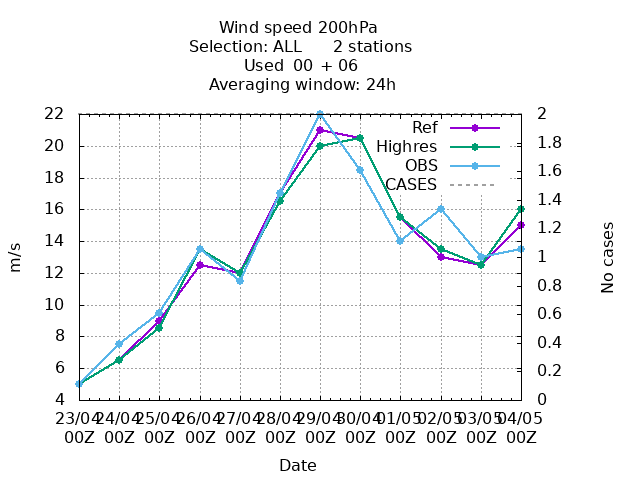 Wind speed 200hPa
Selection: ALL 2 stations
Used 00 + 06
Averaging window: 24h
22
20
18
16
14
12
10
8
6
4
m/s
2
1.8
1.6
1.4
1.2
1
0.8
0.6
0.4
0.2
0
No cases
Ref
Highres
OBS
CASES
23/04 24/04 25/04 26/04 27/04 28/04 29/04 30/04 01/05 02/05 03/05 04/05
00Z 00Z 00Z 00Z 00Z 00Z 00Z 00Z 00Z 00Z 00Z 00Z
Date